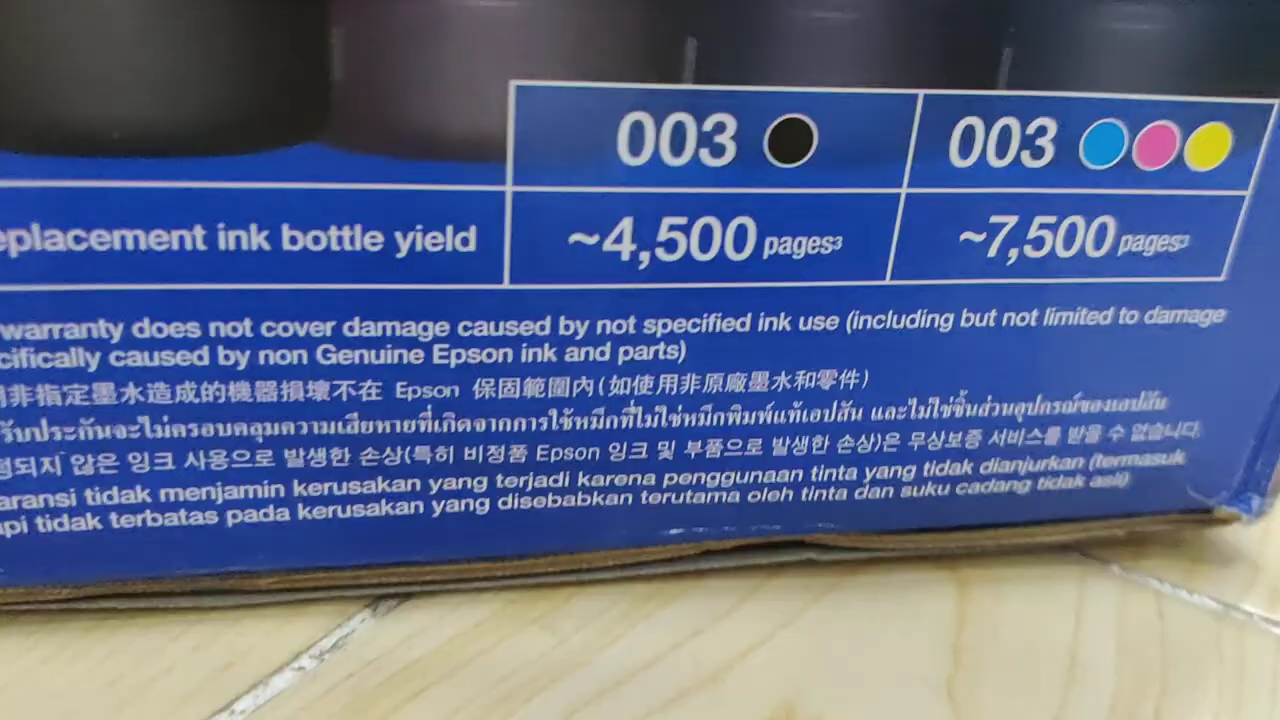 003 003
eplacement ink bottle yield ~4,500 pages³ ~7,500 pages³
warranty does not cover damage caused by not specified ink use (including but not limited to damage
cifically caused by non Genuine Epson ink and parts)
用非指定墨水造成的機器損壞不在 Epson 保固範圍內(如使用非原廠墨水和零件)
รับประกันจะไม่ครอบคลุมความเสียหายที่เกิดจากการใช้หมึกที่ไม่ใช่หมึกพิมพ์แท้เอปสัน และไม่ใช่ชิ้นส่วนอุปกรณ์ของเอปสัน
정되지 않은 잉크 사용으로 발생한 손상(특히 비정품 Epson 잉크 및 부품으로 발생한 손상)은 무상보증 서비스를 받을 수 없습니다.
aransi tidak menjamin kerusakan yang terjadi karena penggunaan tinta yang tidak dianjurkan (termasuk
api tidak terbatas pada kerusakan yang disebabkan terutama oleh tinta dan suku cadang tidak asli)